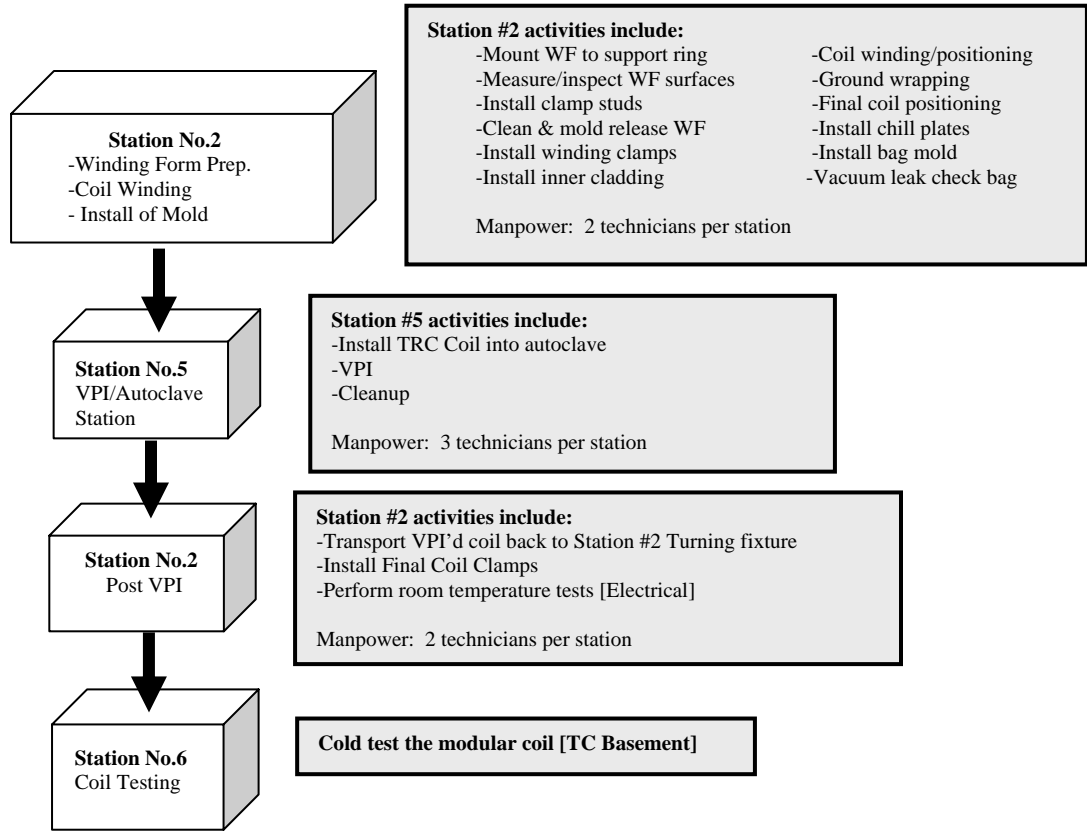 Station No.2
-Winding Form Prep.
-Coil Winding
- Install of Mold
Station #2 activities include:
-Mount WF to support ring
-Measure/inspect WF surfaces
-Install clamp studs
-Clean & mold release WF
-Install winding clamps
-Install inner cladding
-Coil winding/positioning
-Ground wrapping
-Final coil positioning
-Install chill plates
-Install bag mold
-Vacuum leak check bag
Manpower: 2 technicians per station
Station No.5
VPI/Autoclave
Station
Station #5 activities include:
-Install TRC Coil into autoclave
-VPI
-Cleanup
Manpower: 3 technicians per station
Station No.2
Post VPI
Station #2 activities include:
-Transport VPI’d coil back to Station #2 Turning fixture
-Install Final Coil Clamps
-Perform room temperature tests [Electrical]
Manpower: 2 technicians per station
Station No.6
Coil Testing
Cold test the modular coil [TC Basement]